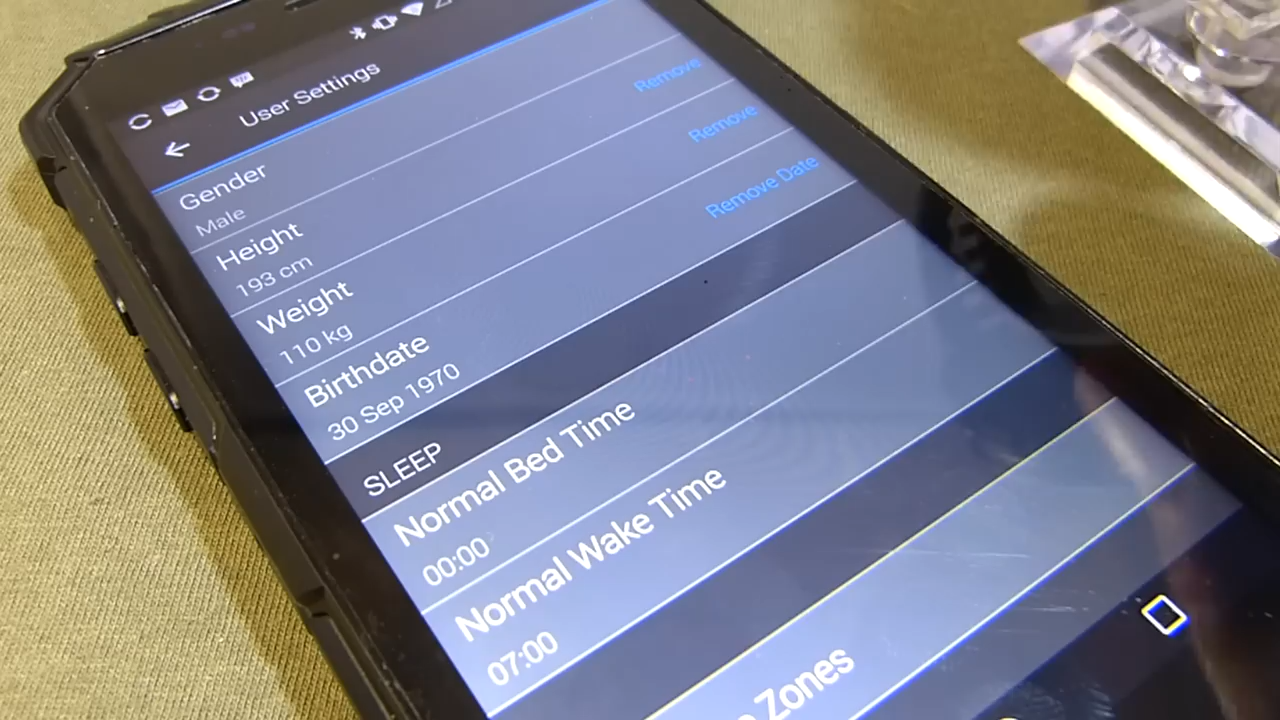 User Settings
Gender
Male
Remove
Height
193 cm
Remove
Weight
110 kg
Remove Date
Birthdate
30 Sep 1970
SLEEP
Normal Bed Time
00:00
Normal Wake Time
07:00
Zones